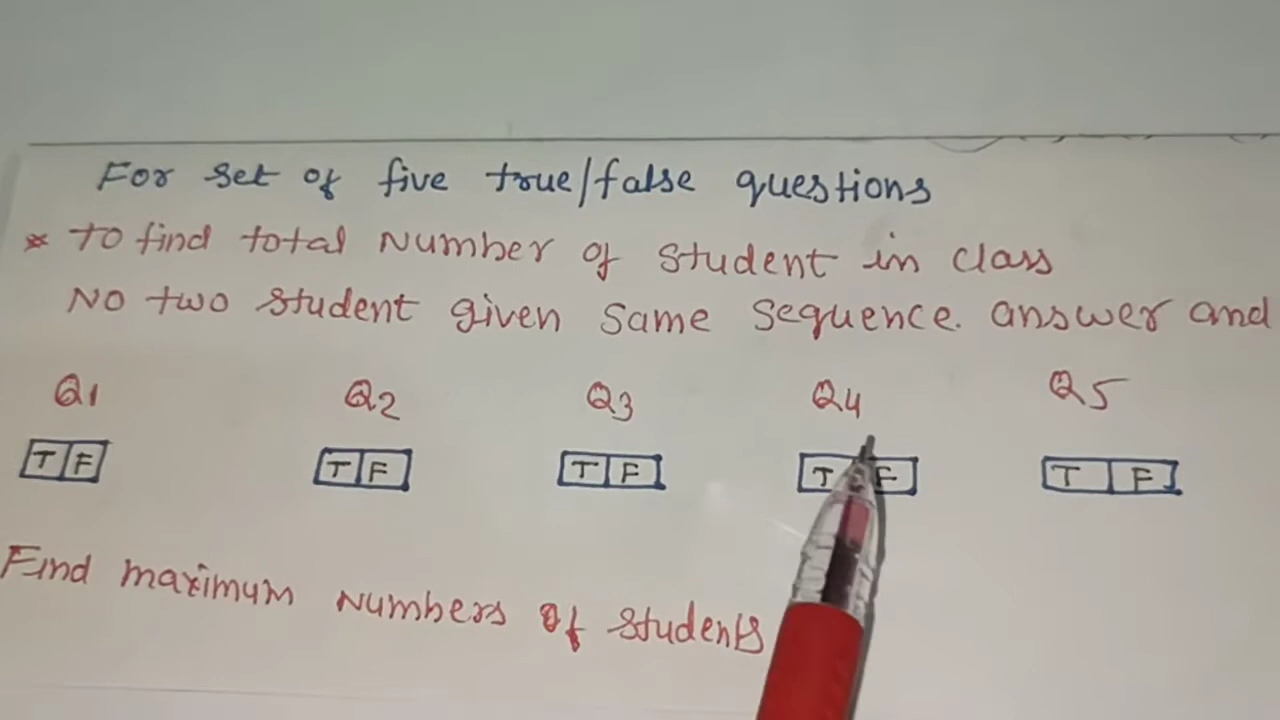 For set of five true/false questions
* To find total Number of student in class
No two student given same sequence. answer and
Q1 Q2 Q3 Q4 Q5
T F T F T F T F T F
Find maximum Numbers of students